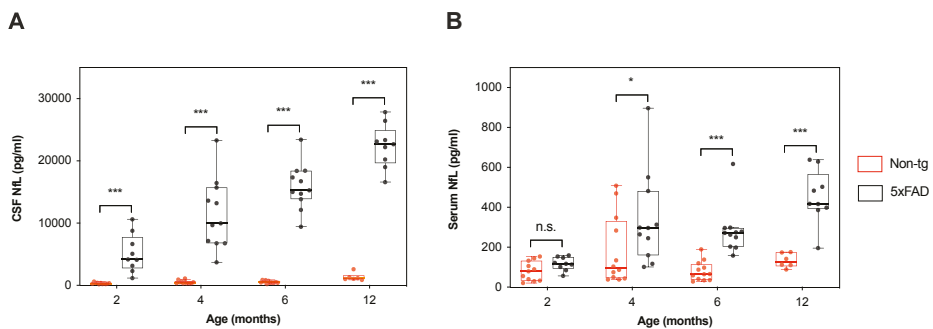 A
CSF NfL (pg/ml)
30000
20000
10000
0
***
***
***
***
2
4
6
12
Age (months)
B
Serum NfL (pg/ml)
1000
800
600
400
200
0
n.s.
*
***
***
2
4
6
12
Age (months)
Non-tg
5xFAD